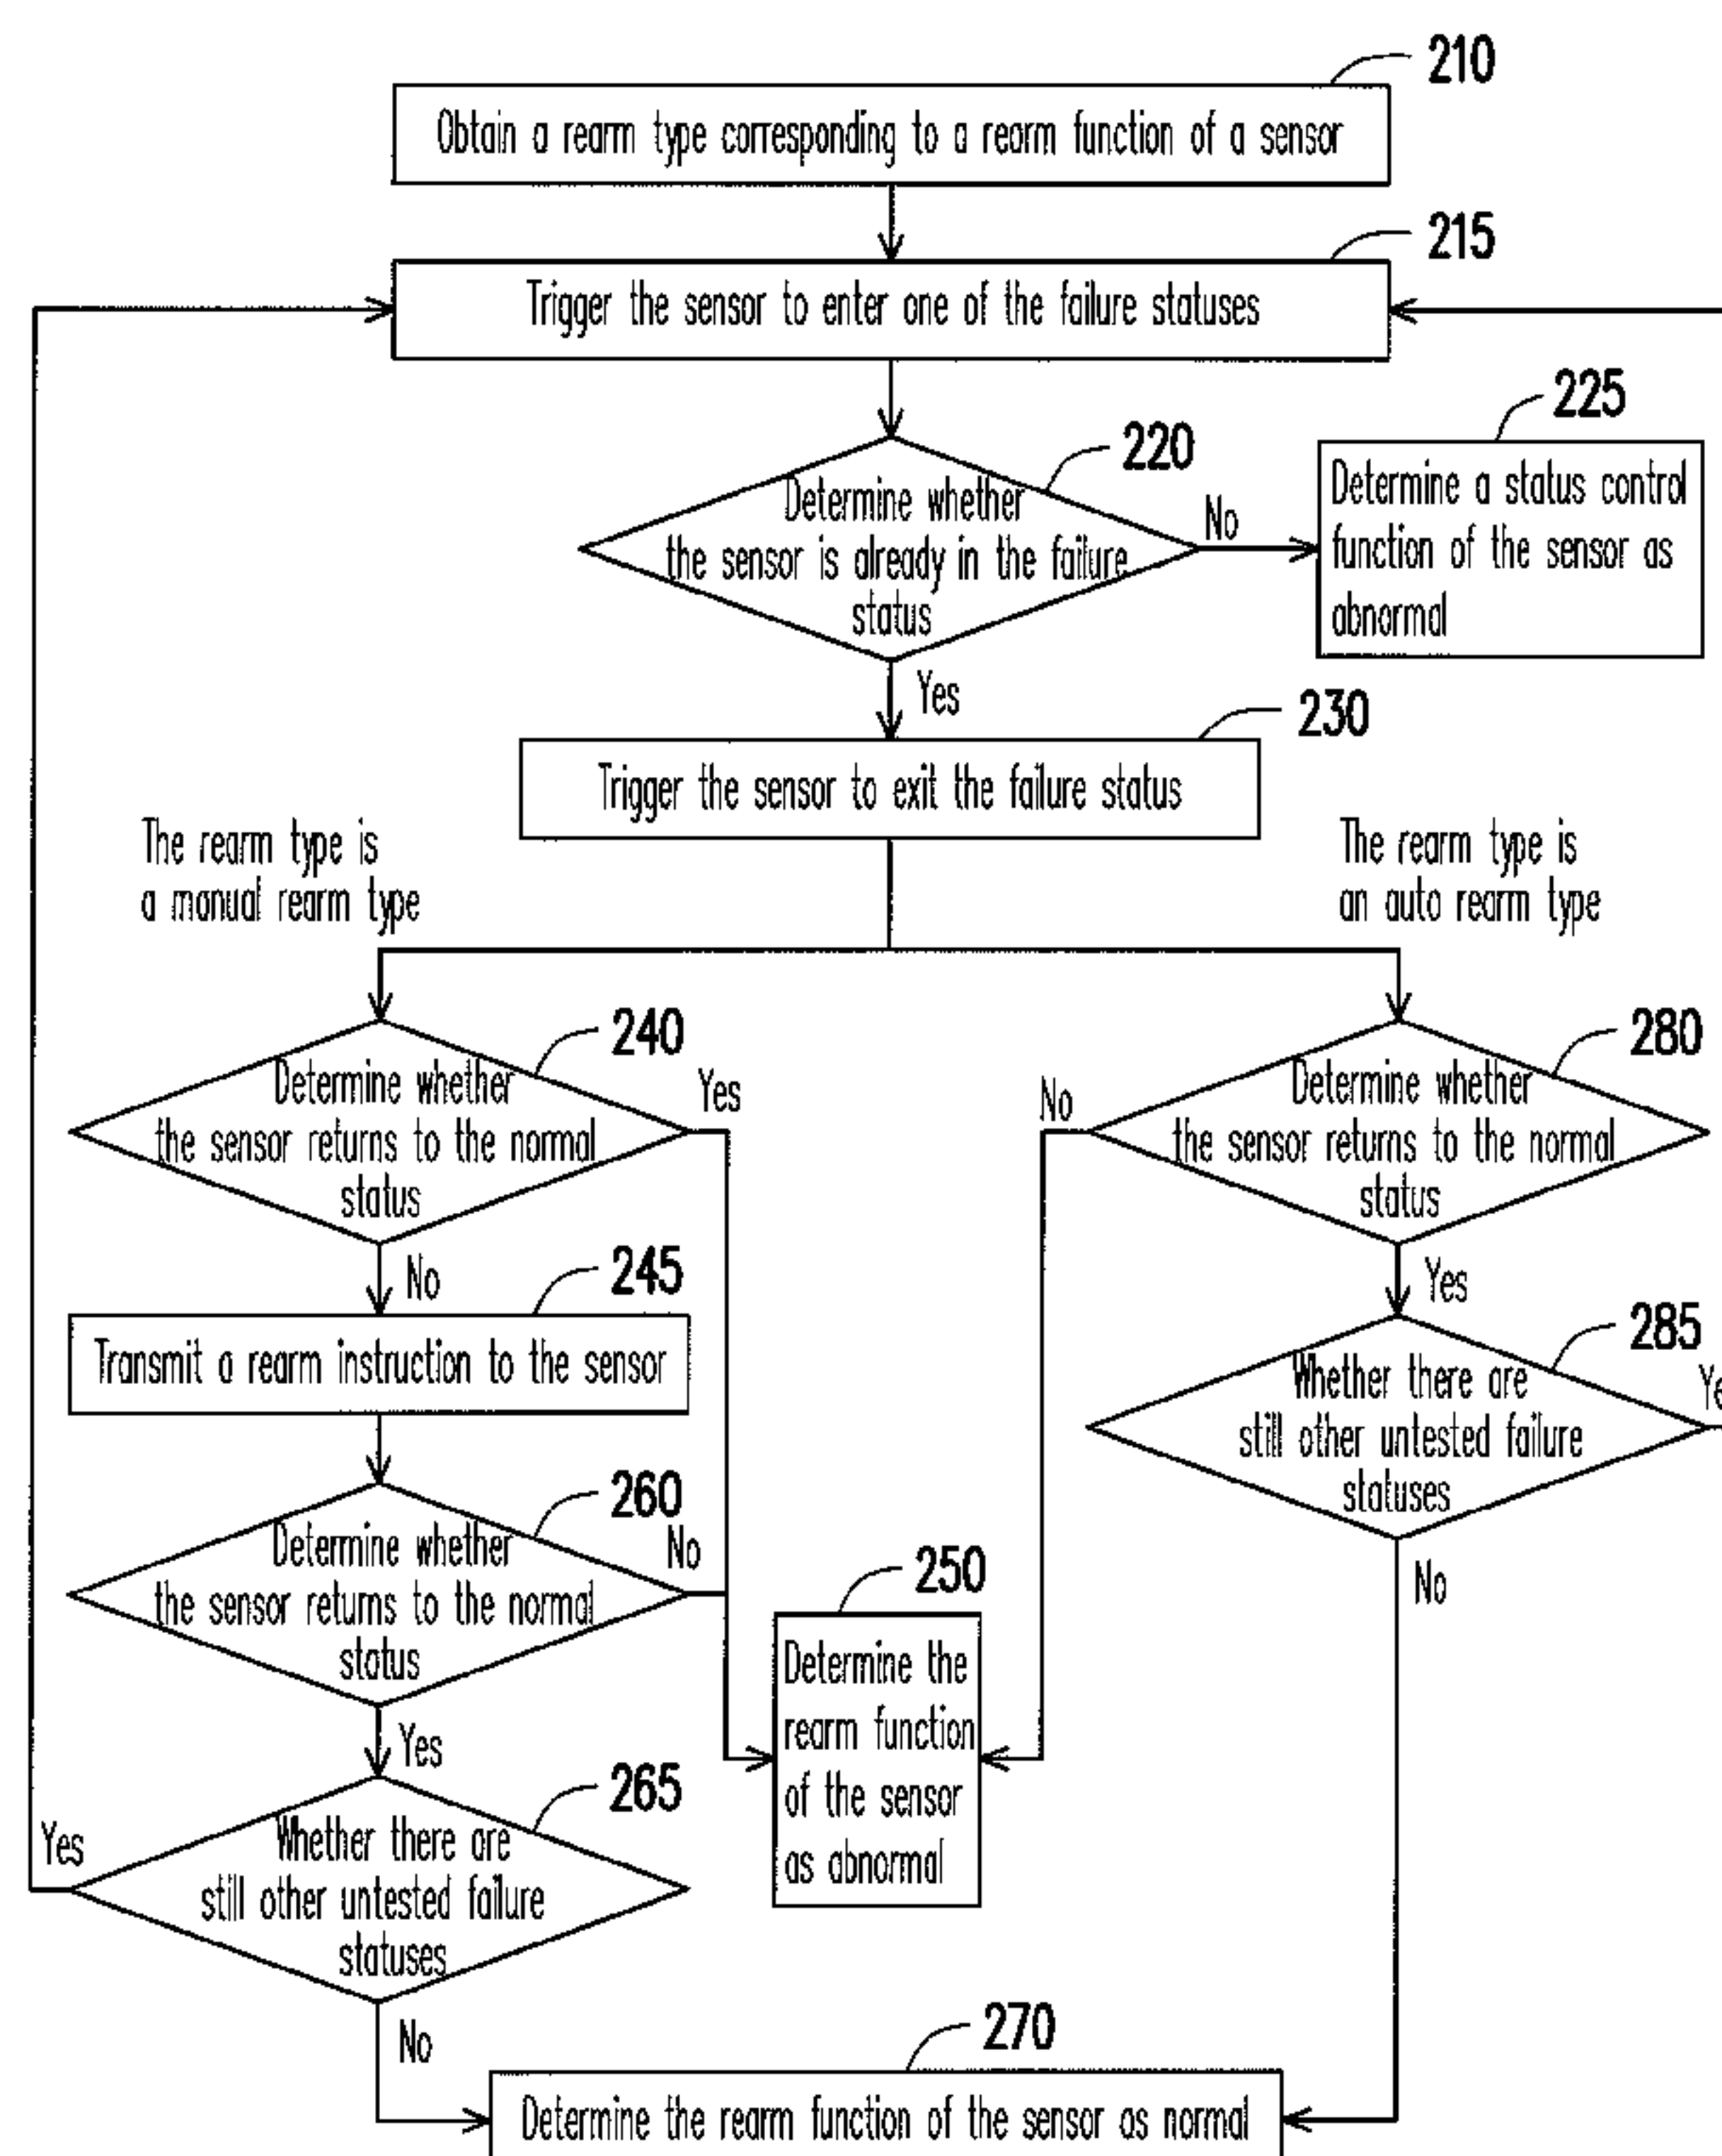 210
Obtain a rearm type corresponding to a rearm function of a sensor
215
Trigger the sensor to enter one of the failure statuses
220
Determine whether
the sensor is already in the failure
status
No
225
Determine a status control
function of the sensor as
abnormal
Yes
230
Trigger the sensor to exit the failure status
The rearm type is
a manual rearm type
The rearm type is
an auto rearm type
240
Determine whether
the sensor returns to the normal
status
Yes
No
280
Determine whether
the sensor returns to the normal
status
No
Yes
245
Transmit a rearm instruction to the sensor
285
Whether there are
still other untested failure
statuses
No
260
Determine whether
the sensor returns to the normal
status
No
Yes
250
Determine the
rearm function
of the sensor
as abnormal
265
Whether there are
still other untested failure
statuses
Yes
No
270
Determine the rearm function of the sensor as normal